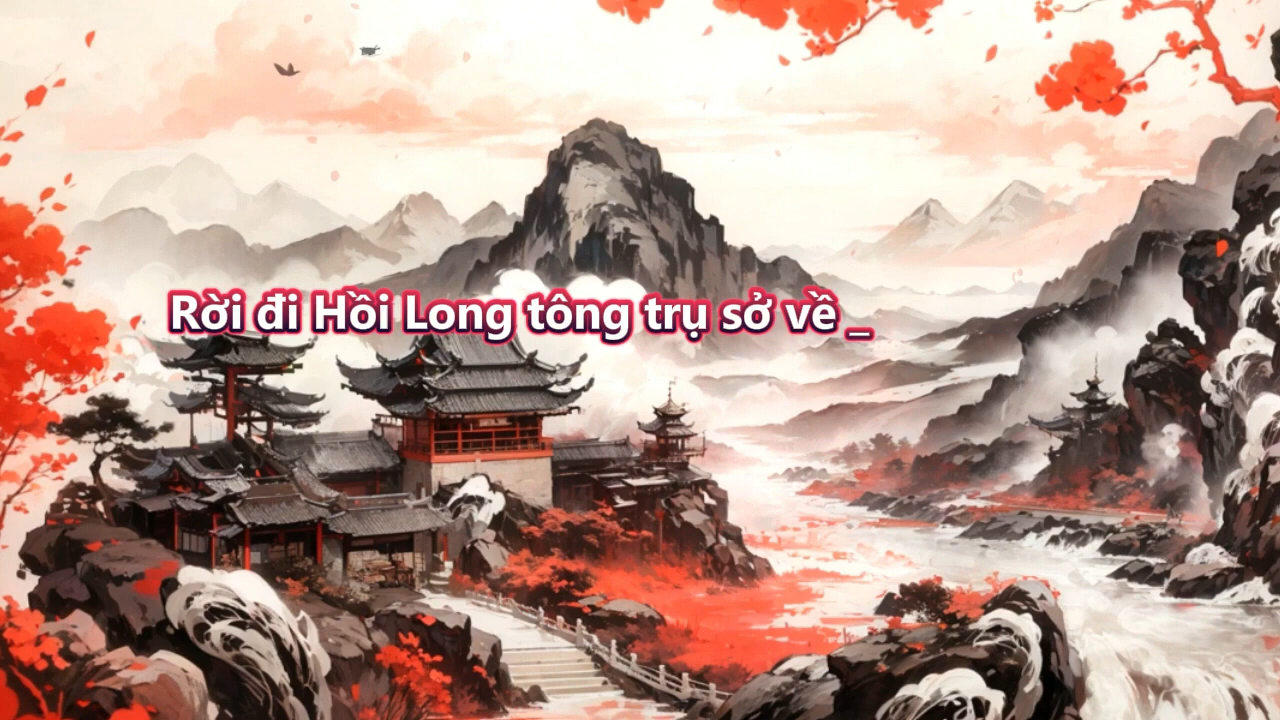 Rời đi Hồi Long tông trụ sở về _